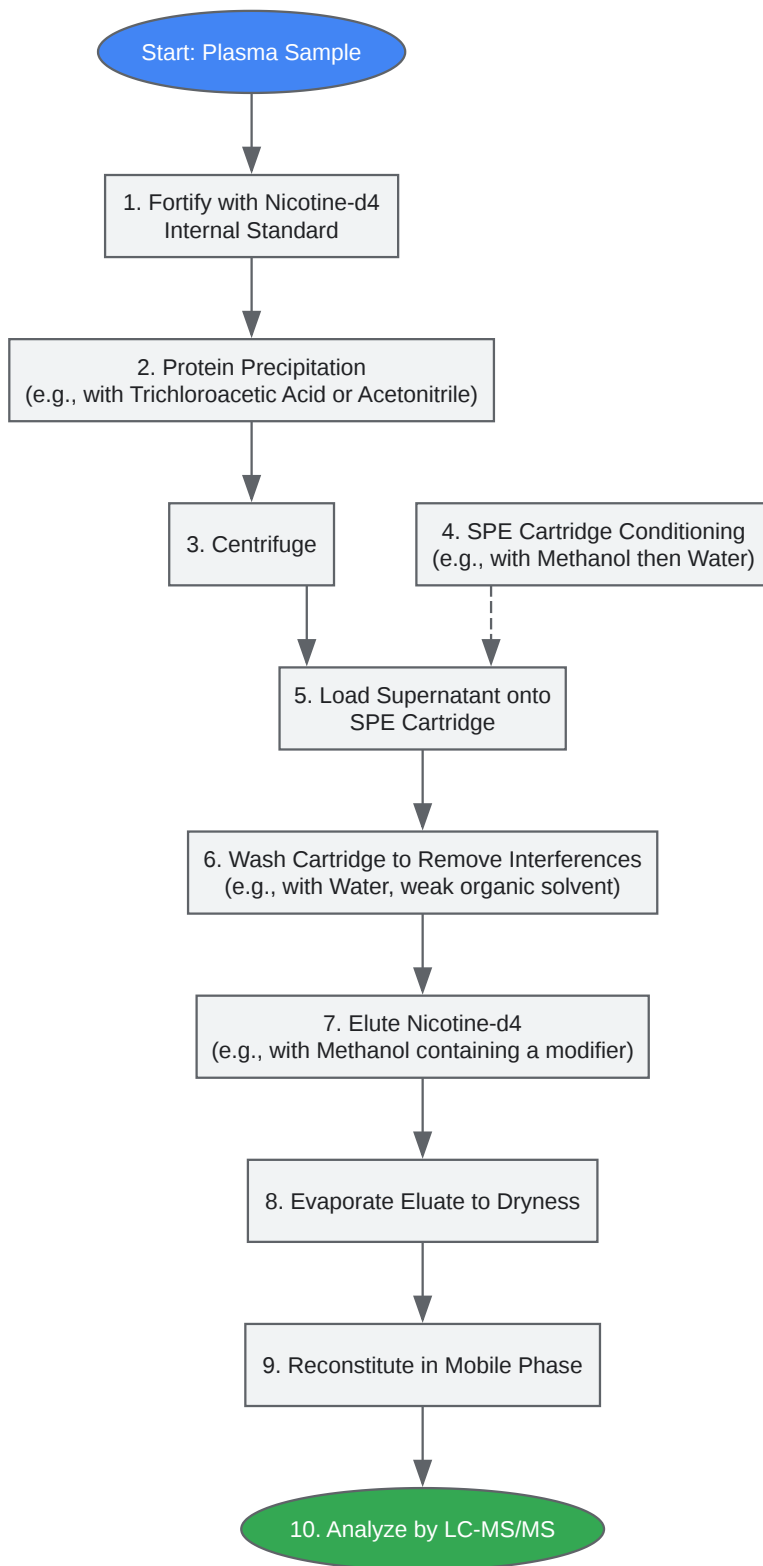 Start: Plasma Sample
1. Fortify with Nicotine-d4
Internal Standard
2. Protein Precipitation
(e.g., with Trichloroacetic Acid or Acetonitrile)
3. Centrifuge
4. SPE Cartridge Conditioning
(e.g., with Methanol then Water)
5. Load Supernatant onto
SPE Cartridge
6. Wash Cartridge to Remove Interferences
(e.g., with Water, weak organic solvent)
7. Elute Nicotine-d4
(e.g., with Methanol containing a modifier)
8. Evaporate Eluate to Dryness
9. Reconstitute in Mobile Phase
10. Analyze by LC-MS/MS